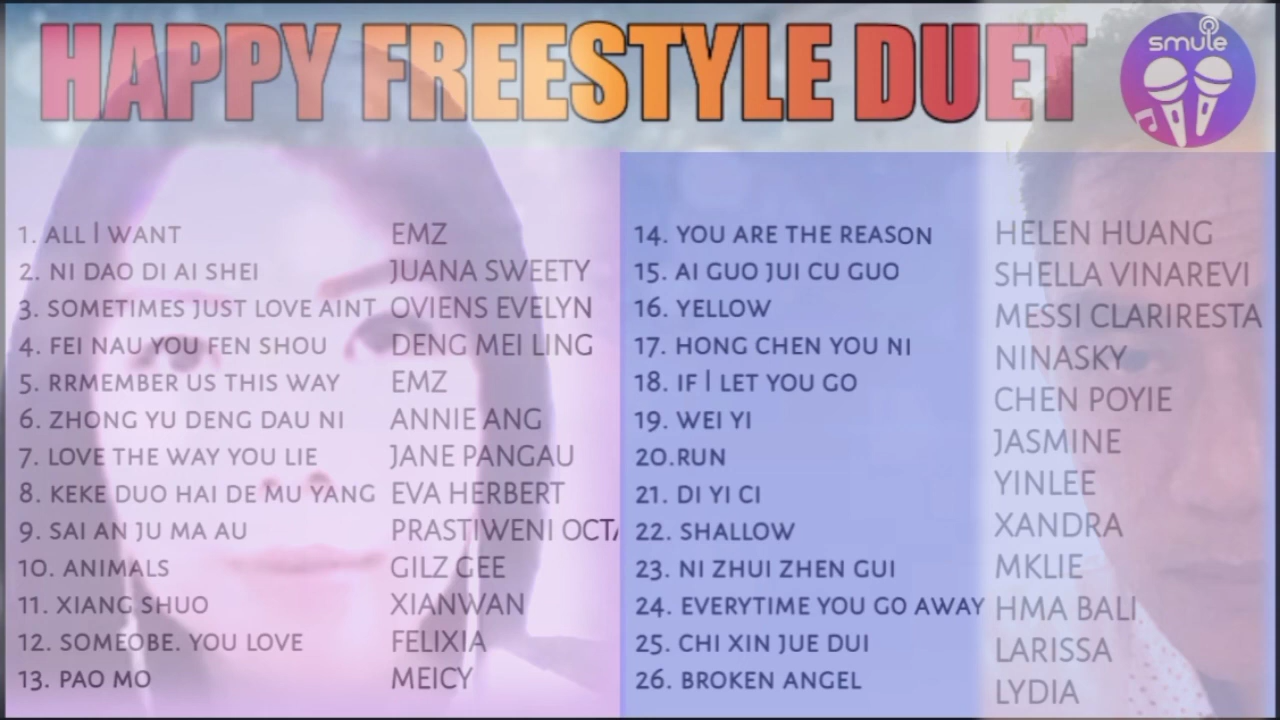 HAPPY FREESTYLE DUET
smule
1. ALL I WANT EMZ
2. NI DAO DI AI SHEI JUANA SWEETY
3. SOMETIMES JUST LOVE AINT OVIENS EVELYN
4. FEI NAU YOU FEN SHOU DENG MEI LING
5. RRMEMBER US THIS WAY EMZ
6. ZHONG YU DENG DAU NI ANNIE ANG
7. LOVE THE WAY YOU LIE JANE PANGAU
8. KEKE DUO HAI DE MU YANG EVA HERBERT
9. SAI AN JU MA AU PRASTIWENI OCTA
10. ANIMALS GILZ GEE
11. XIANG SHUO XIANWAN
12. SOMEOBE. YOU LOVE FELIXIA
13. PAO MO MEICY
14. YOU ARE THE REASON
15. AI GUO JUI CU GUO
16. YELLOW
17. HONG CHEN YOU NI
18. IF I LET YOU GO
19. WEI YI
20.RUN
21. DI YI CI
22. SHALLOW
23. NI ZHUI ZHEN GUI
24. EVERYTIME YOU GO AWAY
25. CHI XIN JUE DUI
26. BROKEN ANGEL
HELEN HUANG
SHELLA VINAREVI
MESSI CLARIRESTA
NINASKY
CHEN POYIE
JASMINE
YINLEE
XANDRA
MKLIE
HMA BALI
LARISSA
LYDIA